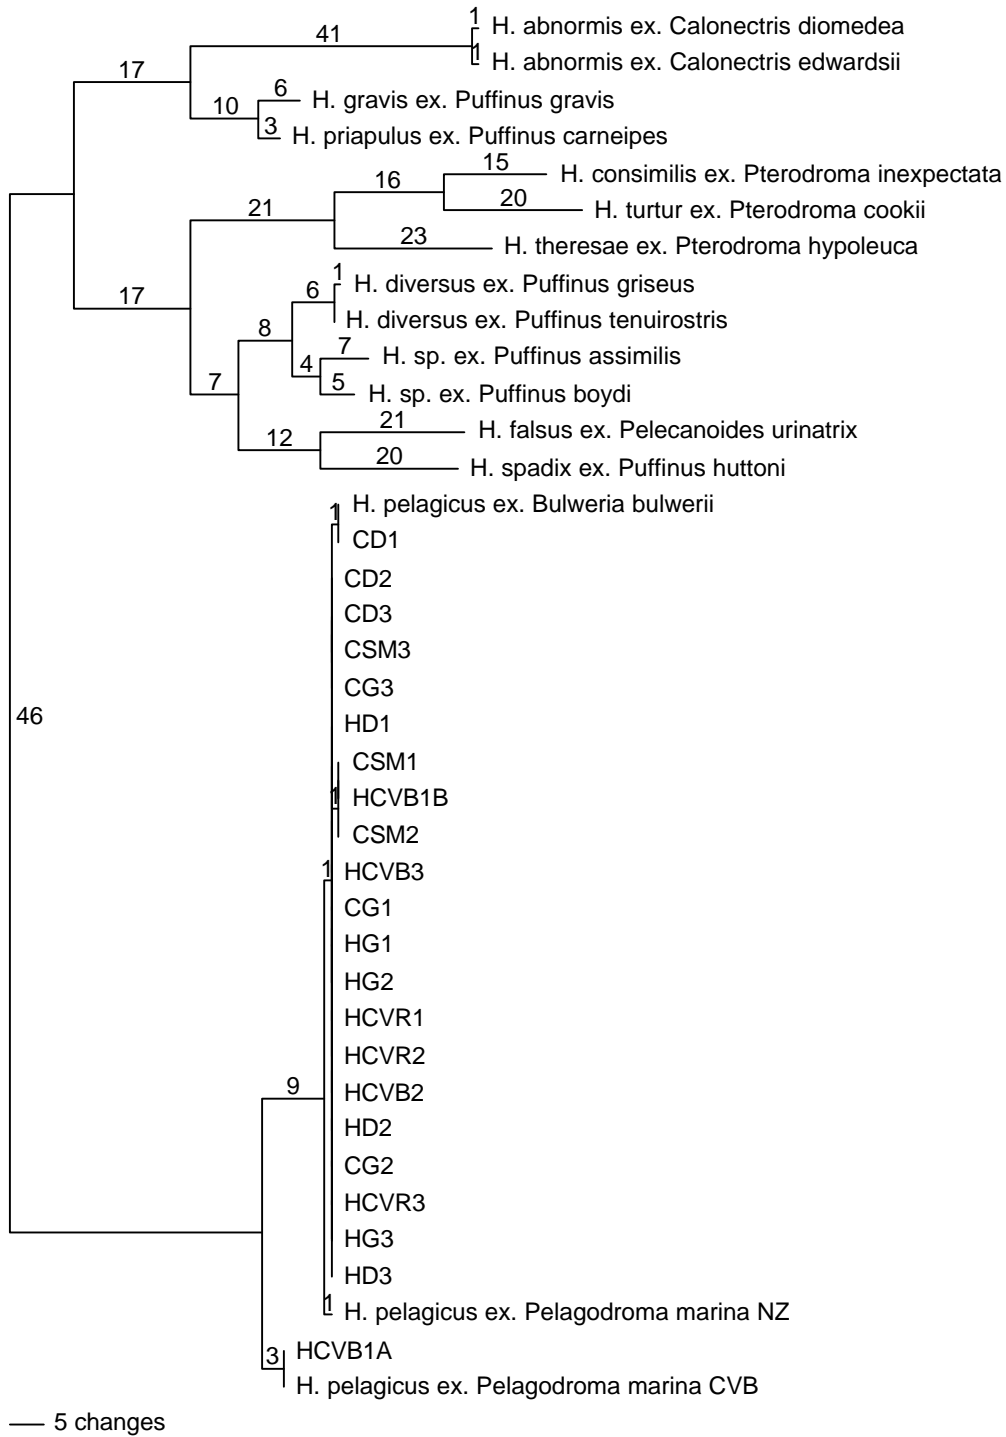 1
H. abnormis ex. Calonectris diomedea
41
1
H. abnormis ex. Calonectris edwardsii
17
6
H. gravis ex. Puffinus gravis
10
3
H. priapulus ex. Puffinus carneipes
15
H. consimilis ex. Pterodroma inexpectata
16
20
H. turtur ex. Pterodroma cookii
21
23
H. theresae ex. Pterodroma hypoleuca
1
H. diversus ex. Puffinus griseus
6
17
H. diversus ex. Puffinus tenuirostris
8
7
H. sp. ex. Puffinus assimilis
4
7
5
H. sp. ex. Puffinus boydi
21
H. falsus ex. Pelecanoides urinatrix
12
20
H. spadix ex. Puffinus huttoni
1
H. pelagicus ex. Bulweria bulwerii
CD1
CD2
CD3
CSM3
CG3
46
HD1
CSM1
1
HCVB1B
CSM2
1
HCVB3
CG1
HG1
HG2
HCVR1
HCVR2
9
HCVB2
HD2
CG2
HCVR3
HG3
HD3
1
H. pelagicus ex. Pelagodroma marina NZ
3
HCVB1A
H. pelagicus ex. Pelagodroma marina CVB
5 changes